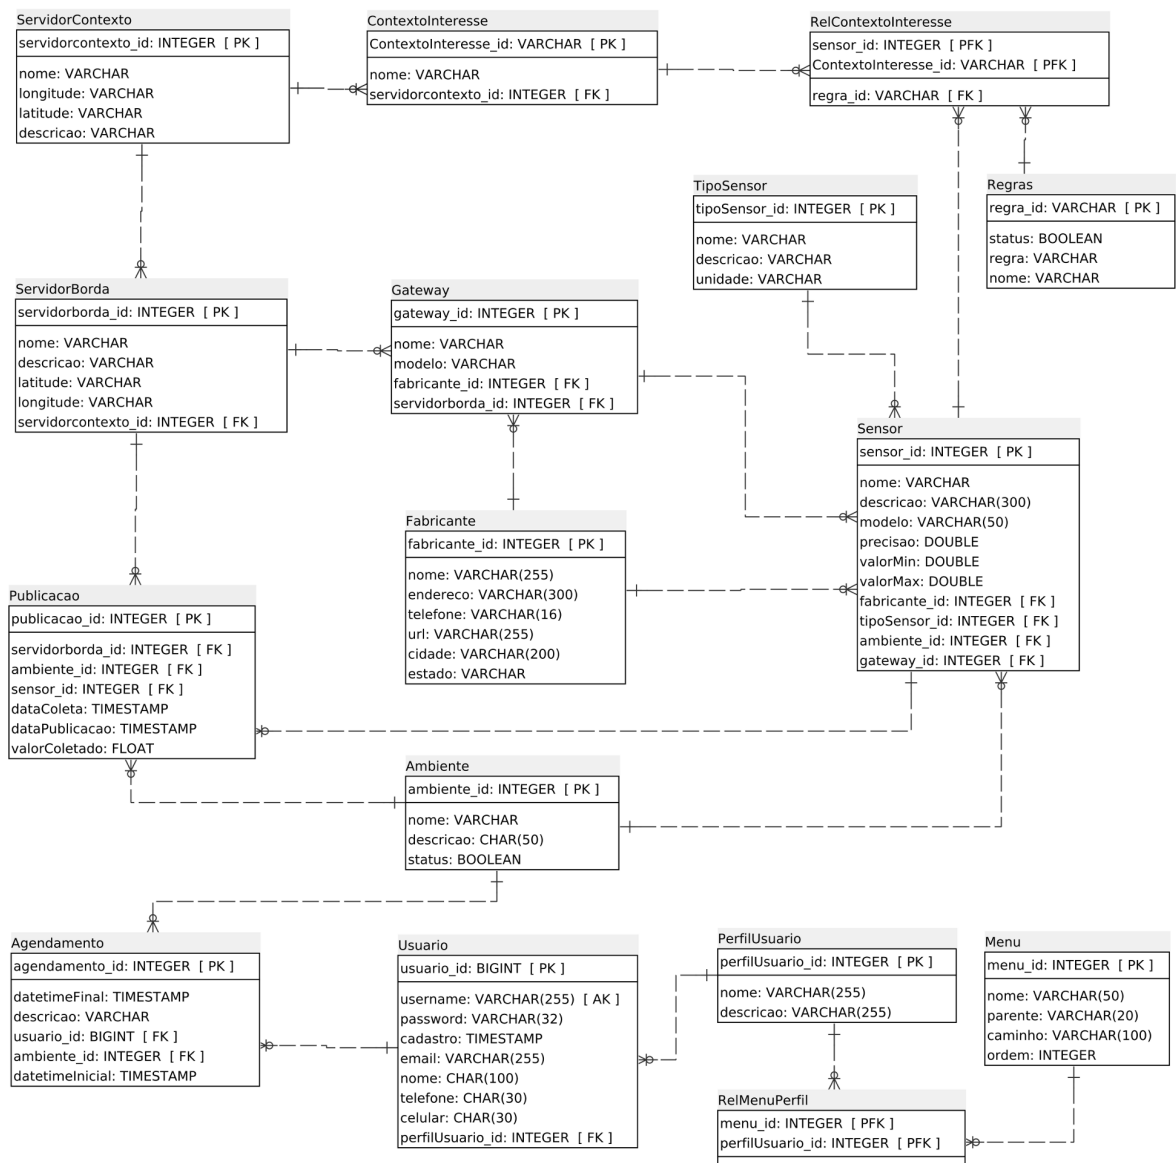 ServidorContexto
servidorcontexto_id: INTEGER [ PK ]
nome: VARCHAR
longitude: VARCHAR
latitude: VARCHAR
descricao: VARCHAR
ContextoInteresse
ContextoInteresse_id: VARCHAR [ PK ]
nome: VARCHAR
servidorcontexto_id: INTEGER [ FK ]
RelContextoInteresse
sensor_id: INTEGER [ PFK ]
ContextoInteresse_id: VARCHAR [ PFK ]
regra_id: VARCHAR [ FK ]
TipoSensor
tipoSensor_id: INTEGER [ PK ]
nome: VARCHAR
descricao: VARCHAR
unidade: VARCHAR
Regras
regra_id: VARCHAR [ PK ]
status: BOOLEAN
regra: VARCHAR
nome: VARCHAR
ServidorBorda
servidorborda_id: INTEGER [ PK ]
nome: VARCHAR
descricao: VARCHAR
latitude: VARCHAR
longitude: VARCHAR
servidorcontexto_id: INTEGER [ FK ]
Gateway
gateway_id: INTEGER [ PK ]
nome: VARCHAR
modelo: VARCHAR
fabricante_id: INTEGER [ FK ]
servidorborda_id: INTEGER [ FK ]
Sensor
sensor_id: INTEGER [ PK ]
nome: VARCHAR
descricao: VARCHAR(300)
modelo: VARCHAR(50)
precisao: DOUBLE
valorMin: DOUBLE
valorMax: DOUBLE
fabricante_id: INTEGER [ FK ]
tipoSensor_id: INTEGER [ FK ]
ambiente_id: INTEGER [ FK ]
gateway_id: INTEGER [ FK ]
Fabricante
fabricante_id: INTEGER [ PK ]
nome: VARCHAR(255)
endereco: VARCHAR(300)
telefone: VARCHAR(16)
url: VARCHAR(255)
cidade: VARCHAR(200)
estado: VARCHAR
Publicacao
publicacao_id: INTEGER [ PK ]
servidorborda_id: INTEGER [ FK ]
ambiente_id: INTEGER [ FK ]
sensor_id: INTEGER [ FK ]
dataColeta: TIMESTAMP
dataPublicacao: TIMESTAMP
valorColetado: FLOAT
Ambiente
ambiente_id: INTEGER [ PK ]
nome: VARCHAR
descricao: CHAR(50)
status: BOOLEAN
Agendamento
agendamento_id: INTEGER [ PK ]
datetimeFinal: TIMESTAMP
descricao: VARCHAR
usuario_id: BIGINT [ FK ]
ambiente_id: INTEGER [ FK ]
datetimeInicial: TIMESTAMP
Usuario
usuario_id: BIGINT [ PK ]
username: VARCHAR(255) [ AK ]
password: VARCHAR(32)
cadastro: TIMESTAMP
email: VARCHAR(255)
nome: CHAR(100)
telefone: CHAR(30)
celular: CHAR(30)
perfilUsuario_id: INTEGER [ FK ]
PerfilUsuario
perfilUsuario_id: INTEGER [ PK ]
nome: VARCHAR(255)
descricao: VARCHAR(255)
Menu
menu_id: INTEGER [ PK ]
nome: VARCHAR(50)
parente: VARCHAR(20)
caminho: VARCHAR(100)
ordem: INTEGER
RelMenuPerfil
menu_id: INTEGER [ PFK ]
perfilUsuario_id: INTEGER [ PFK ]